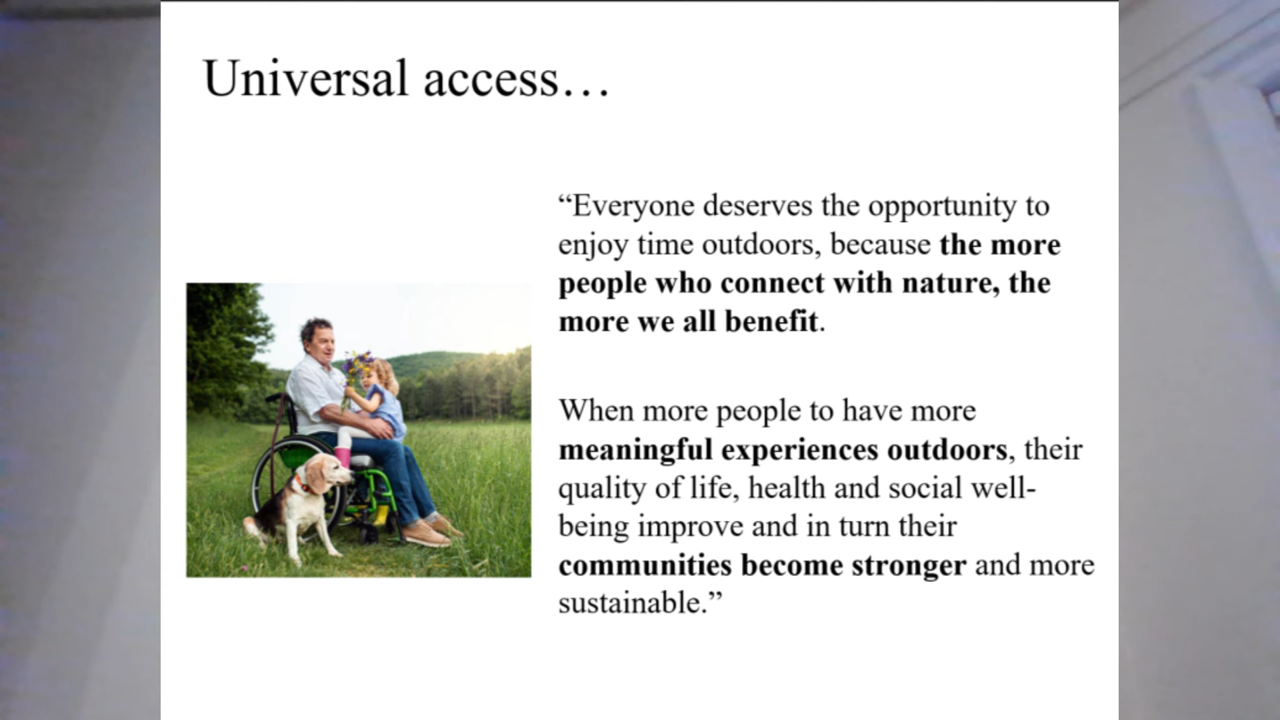 Universal access…
“Everyone deserves the opportunity to
enjoy time outdoors, because the more
people who connect with nature, the
more we all benefit.
When more people to have more
meaningful experiences outdoors, their
quality of life, health and social well-
being improve and in turn their
communities become stronger and more
sustainable.”